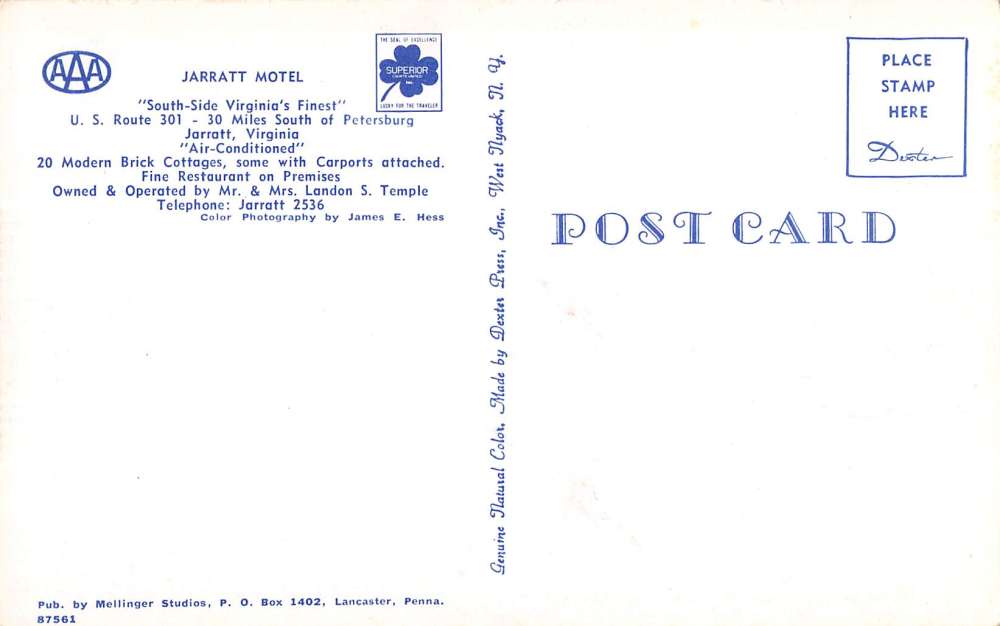 AAA
JARRATT MOTEL
THE SEAL OF EXCELLENCE
SUPERIOR
INC.
LUCKY FOR THE TRAVELER
"South-Side Virginia's Finest"
U. S. Route 301 - 30 Miles South of Petersburg
Jarratt, Virginia
"Air-Conditioned"
20 Modern Brick Cottages, some with Carports attached.
Fine Restaurant on Premises
Owned & Operated by Mr. & Mrs. Landon S. Temple
Telephone: Jarratt 2536
Color Photography by James E. Hess
Pub. by Mellinger Studios, P. O. Box 1402, Lancaster, Penna.
87561
Genuine Natural Color, Made by Dexter Press, Inc., West Nyack, N. Y.
PLACE
STAMP
HERE
Dexter
POST CARD